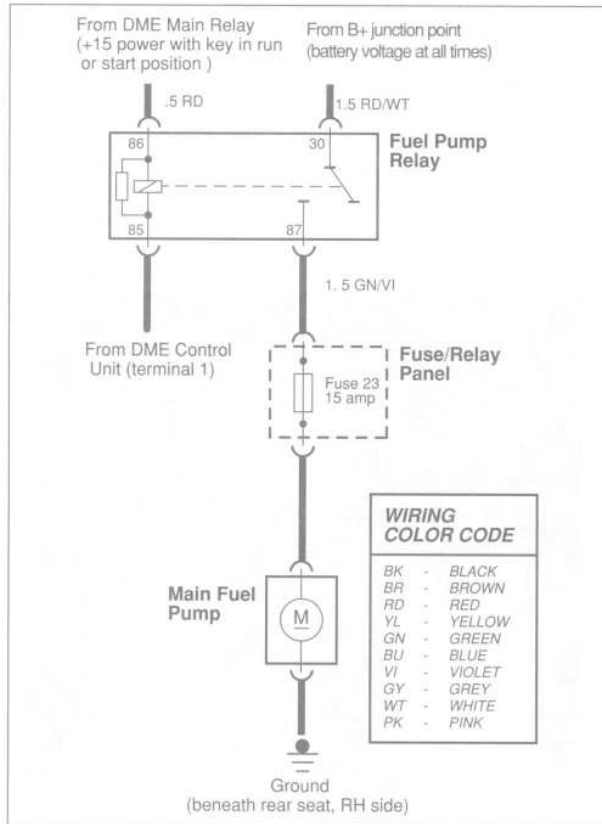 From DME Main Relay
(+15 power with key in run
or start position )
From B+ junction point
(battery voltage at all times)
.5 RD
1.5 RD/WT
86
30
Fuel Pump
Relay
85
87
1. 5 GN/VI
From DME Control
Unit (terminal 1)
Fuse/Relay
Panel
Fuse 23
15 amp
Main Fuel
Pump
M
WIRING
COLOR CODE
BK - BLACK
BR - BROWN
RD - RED
YL - YELLOW
GN - GREEN
BU - BLUE
VI - VIOLET
GY - GREY
WT - WHITE
PK - PINK
Ground
(beneath rear seat, RH side)